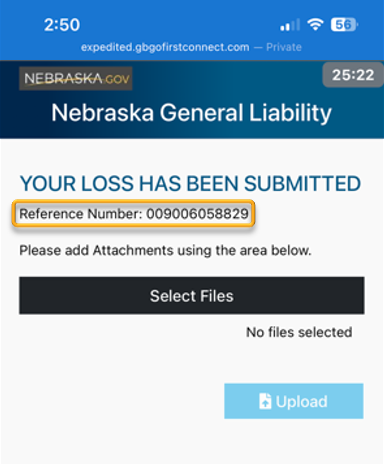 2:50
56
expedited.gbgofirstconnect.com — Private
NEBRASKA.GOV
25:22
Nebraska General Liability
YOUR LOSS HAS BEEN SUBMITTED
Reference Number: 009006058829
Please add Attachments using the area below.
Select Files
No files selected
Upload